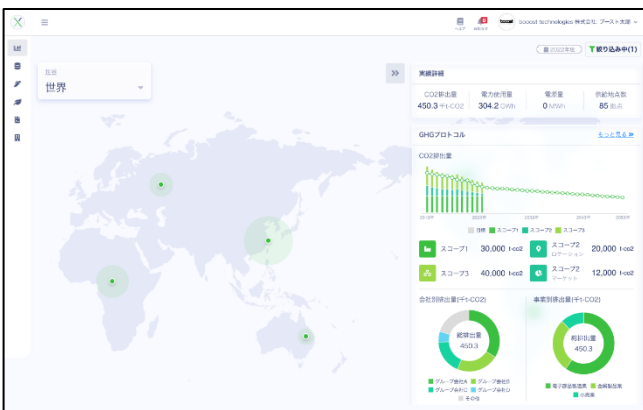 ヘルプ
お知らせ
booost technologies 株式会社 ブースト太郎
2022年度
絞り込み中(1)
拠点
世界
実績詳細
CO2排出量
電力使用量
電源量
供給地点数
450.3 千t-CO2
304.2 GWh
0 MWh
85 拠点
GHGプロトコル
もっと見る
CO2排出量
目標 スコープ1 スコープ2 スコープ3
スコープ1
30,000 t-co2
スコープ2
ロケーション
20,000 t-co2
スコープ3
40,000 t-co2
スコープ2
マーケット
12,000 t-co2
会社別排出量(千t-CO2)
事業別排出量(千t-CO2)
総排出量
450.3
総排出量
450.3
グループ会社A グループ会社B
グループ会社C グループ会社D
その他
電子部品製造業 金属製品業
小売業